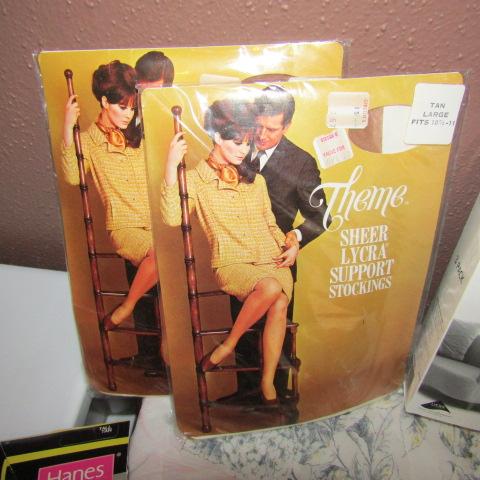 TAN
LARGE
FITS 10½-11
Theme
SHEER
LYCRA®
SUPPORT
STOCKINGS
Hanes